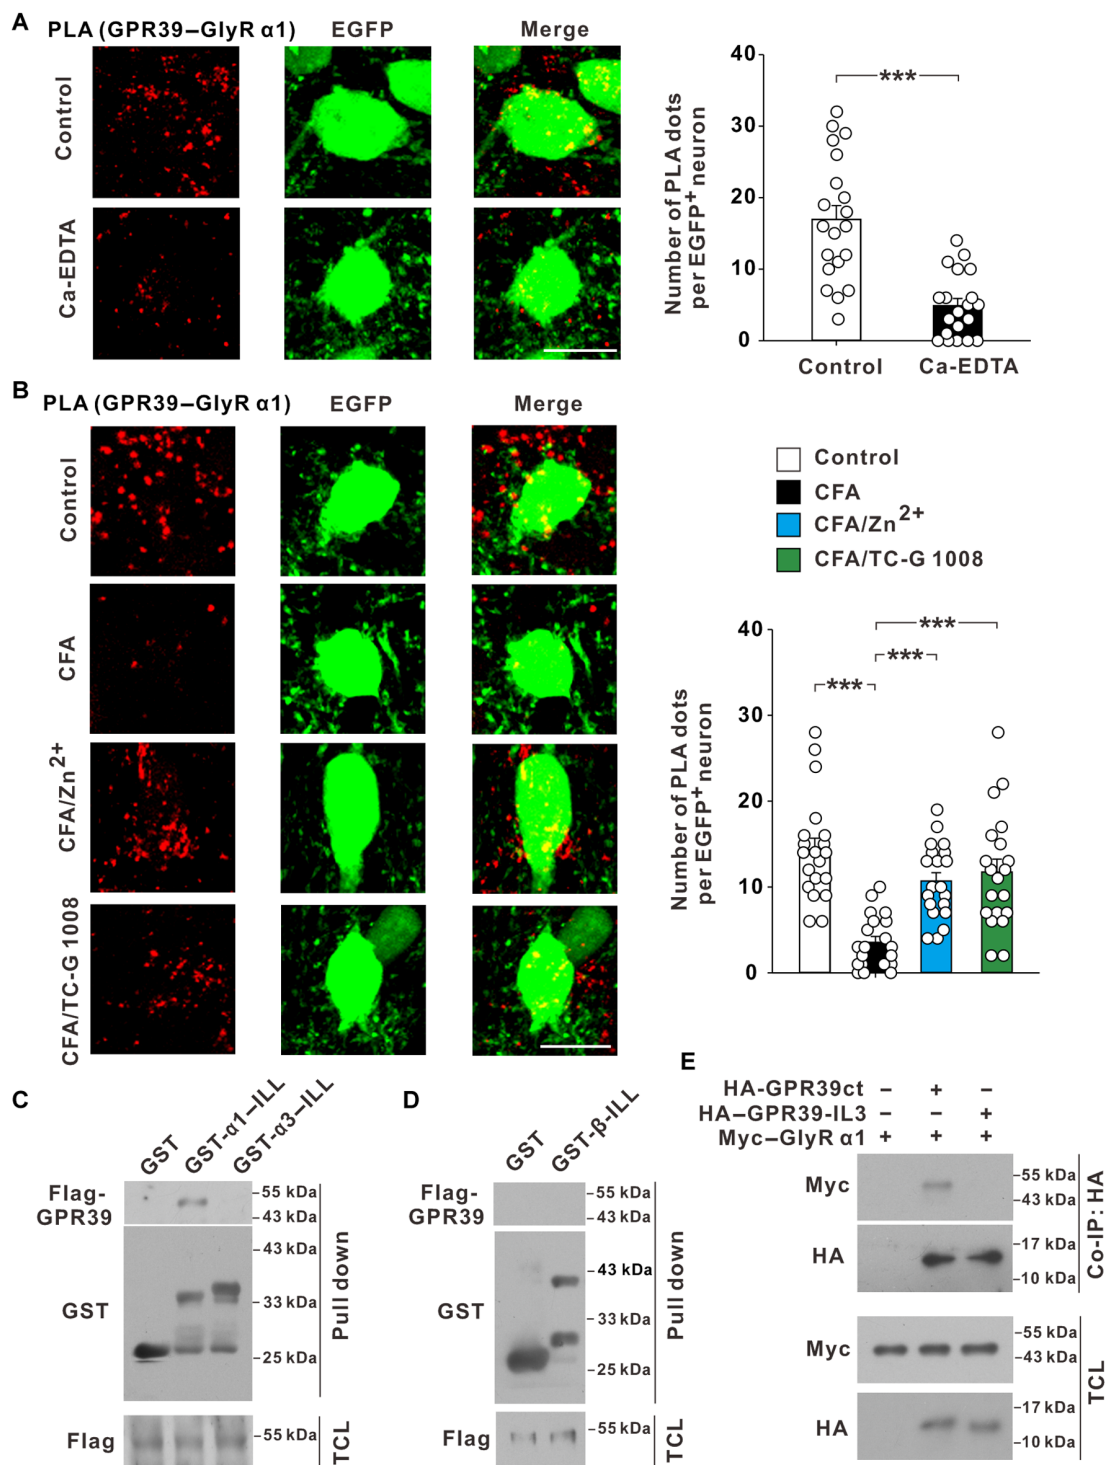 A
PLA (GPR39–GlyR α1)
EGFP
Merge
Control
Ca-EDTA
Number of PLA dots
per EGFP+ neuron
40
30
20
10
0
***
Control
Ca-EDTA
B
PLA (GPR39–GlyR α1)
EGFP
Merge
Control
CFA
CFA/Zn2+
CFA/TC-G 1008
Control
CFA
CFA/Zn2+
CFA/TC-G 1008
Number of PLA dots
per EGFP+ neuron
40
30
20
10
0
***
***
***
C
GST
GST-α1–ILL
GST-α3–ILL
Flag-
GPR39
55 kDa
43 kDa
GST
43 kDa
33 kDa
25 kDa
Pull down
Flag
55 kDa
TCL
D
GST
GST-β-ILL
Flag-
GPR39
55 kDa
43 kDa
GST
43 kDa
33 kDa
25 kDa
Pull down
Flag
55 kDa
TCL
E
HA-GPR39ct – + –
HA–GPR39-IL3 – – +
Myc–GlyR α1 + + +
Myc
55 kDa
43 kDa
HA
17 kDa
10 kDa
Co-IP: HA
Myc
55 kDa
43 kDa
HA
17 kDa
10 kDa
TCL